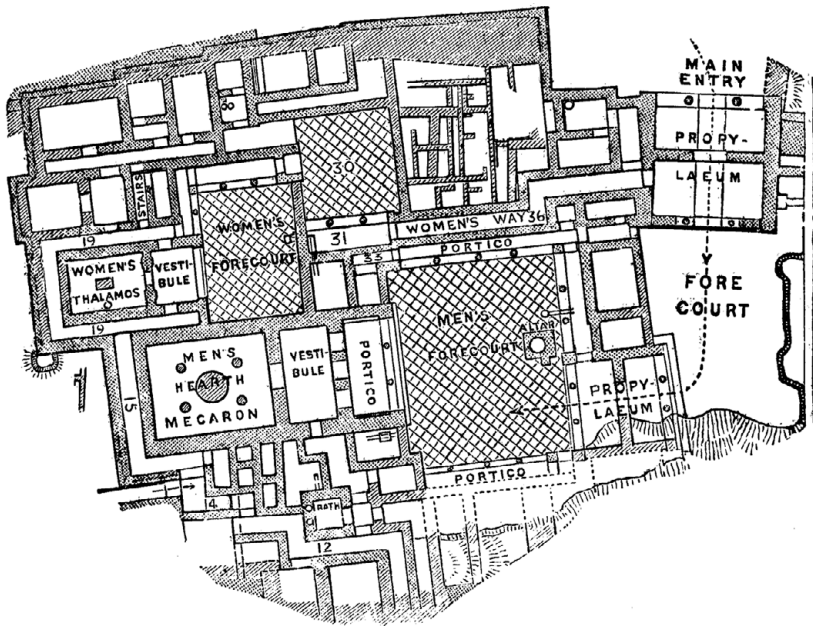 MAIN
ENTRY
PROPY-
LAEUM
FORE
COURT
30
STAIRS
WOMEN'S
FORECOURT
31
WOMEN'S WAY 36
PORTICO
33
19
WOMEN'S
THALAMOS
VESTI-
BULE
19
MEN'S
FORECOURT
ALTAR
MEN'S
HEARTH
MEGARON
VESTI-
BULE
PORTICO
PROPY-
LAEUM
15
PORTICO
14
BATH
12